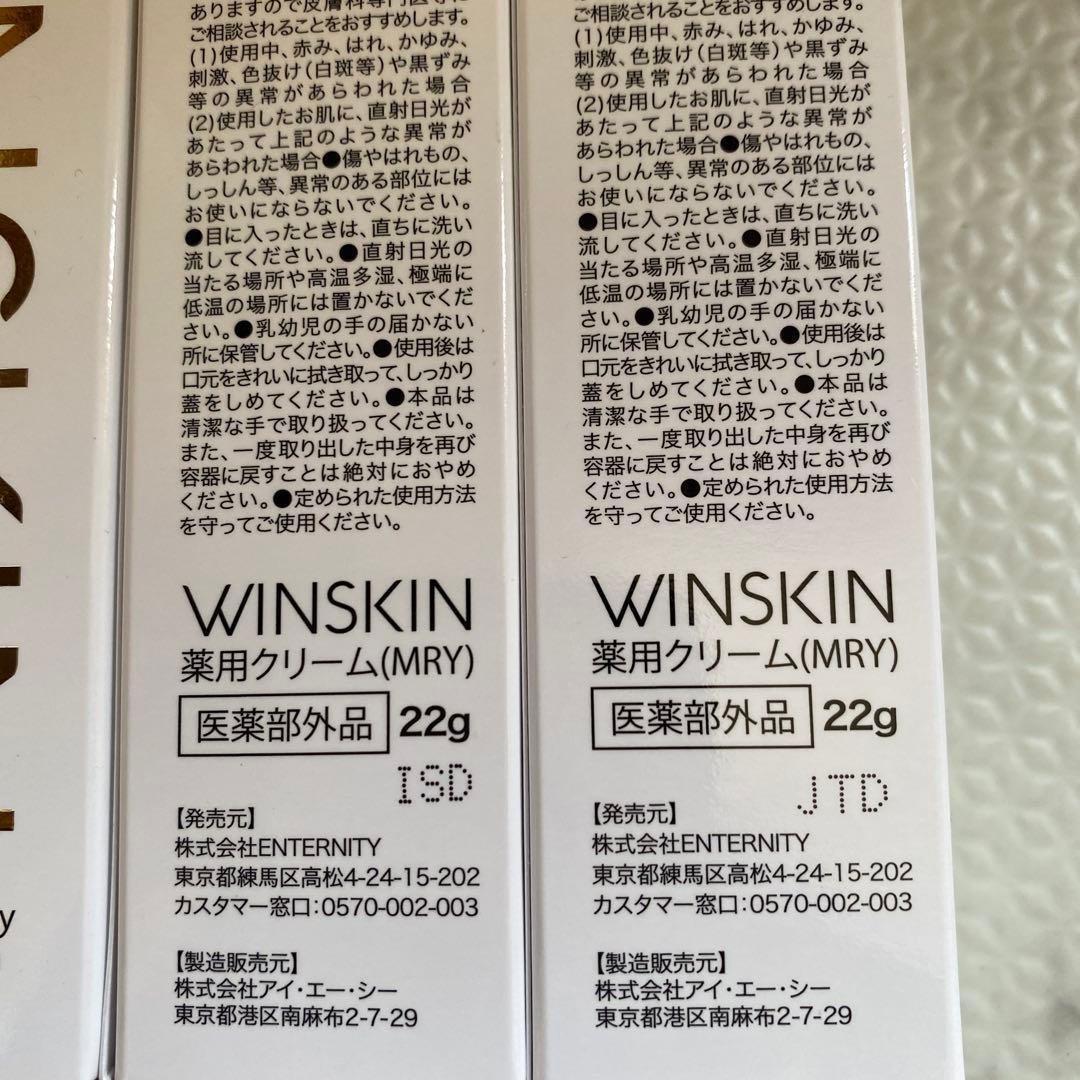 ありますので皮膚科専門医等に
ご相談されることをおすすめします。
(1)使用中、赤み、はれ、かゆみ、
刺激、色抜け(白斑等)や黒ずみ
等の異常があらわれた場合
(2)使用したお肌に、直射日光が
あたって上記のような異常が
あらわれた場合●傷やはれもの、
しっしん等、異常のある部位には
お使いにならないでください。
●目に入ったときは、直ちに洗い
流してください。●直射日光の
当たる場所や高温多湿、極端に
低温の場所には置かないでくだ
さい。●乳幼児の手の届かない
所に保管してください。●使用後は
口元をきれいに拭き取って、しっかり
蓋をしめてください。●本品は
清潔な手で取り扱ってください。
また、一度取り出した中身を再び
容器に戻すことは絶対におやめ
ください。●定められた使用方法
を守ってご使用ください。
WINSKIN
薬用クリーム(MRY)
医薬部外品 22g
ISD
【発売元】
株式会社ENTERNITY
東京都練馬区高松4-24-15-202
カスタマー窓口:0570-002-003
【製造販売元】
株式会社アイ・エー・シー
東京都港区南麻布2-7-29
ご相談されることをおすすめします。
(1)使用中、赤み、はれ、かゆみ、
刺激、色抜け(白斑等)や黒ずみ
等の異常があらわれた場合
(2)使用したお肌に、直射日光が
あたって上記のような異常が
あらわれた場合●傷やはれもの、
しっしん等、異常のある部位には
お使いにならないでください。
●目に入ったときは、直ちに洗い
流してください。●直射日光の
当たる場所や高温多湿、極端に
低温の場所には置かないでくだ
さい。●乳幼児の手の届かない
所に保管してください。●使用後は
口元をきれいに拭き取って、しっかり
蓋をしめてください。●本品は
清潔な手で取り扱ってください。
また、一度取り出した中身を再び
容器に戻すことは絶対におやめ
ください。●定められた使用方法
を守ってご使用ください。
WINSKIN
薬用クリーム(MRY)
医薬部外品 22g
JTD
【発売元】
株式会社ENTERNITY
東京都練馬区高松4-24-15-202
カスタマー窓口:0570-002-003
【製造販売元】
株式会社アイ・エー・シー
東京都港区南麻布2-7-29